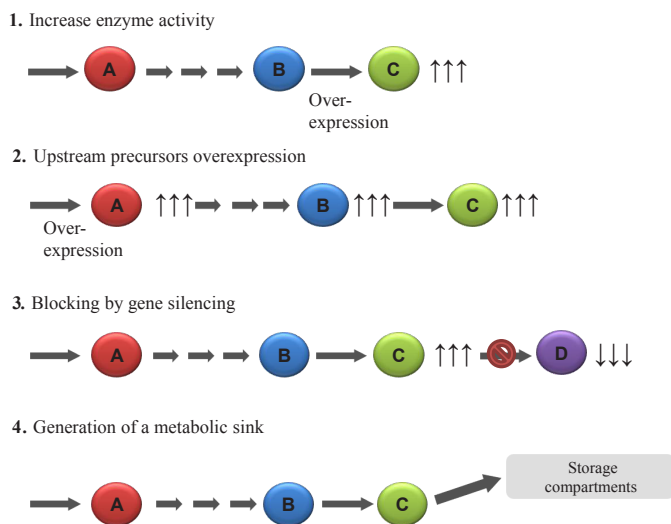 1. Increase enzyme activity
A B C ↑↑↑
Over-
expression
2. Upstream precursors overexpression
A ↑↑↑ B ↑↑↑ C ↑↑↑
Over-
expression
3. Blocking by gene silencing
A B C ↑↑↑ D ↓↓↓
4. Generation of a metabolic sink
Storage
compartments
A B C